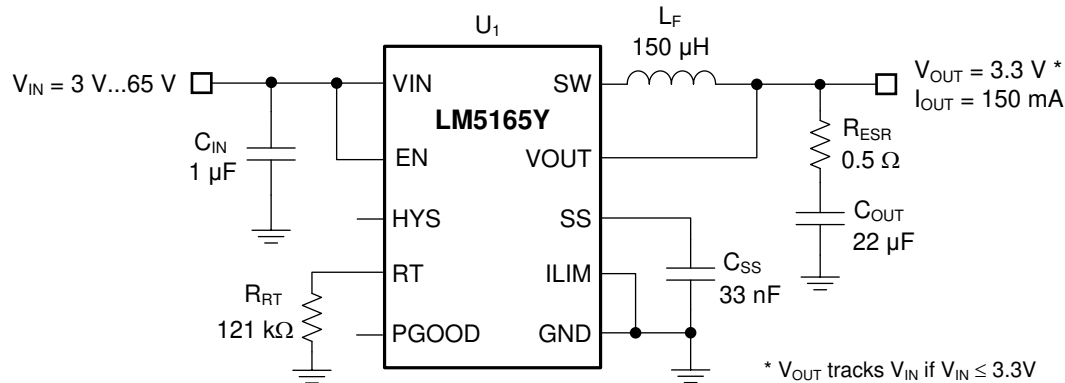 U₁
L_F
150 µH
V_IN = 3 V...65 V
VIN
SW
V_OUT = 3.3 V *
I_OUT = 150 mA
LM5165Y
C_IN
1 µF
R_ESR
0.5 Ω
EN
VOUT
HYS
SS
C_OUT
22 µF
RT
ILIM
C_SS
33 nF
R_RT
121 kΩ
PGOOD
GND
* V_OUT tracks V_IN if V_IN ≤ 3.3V